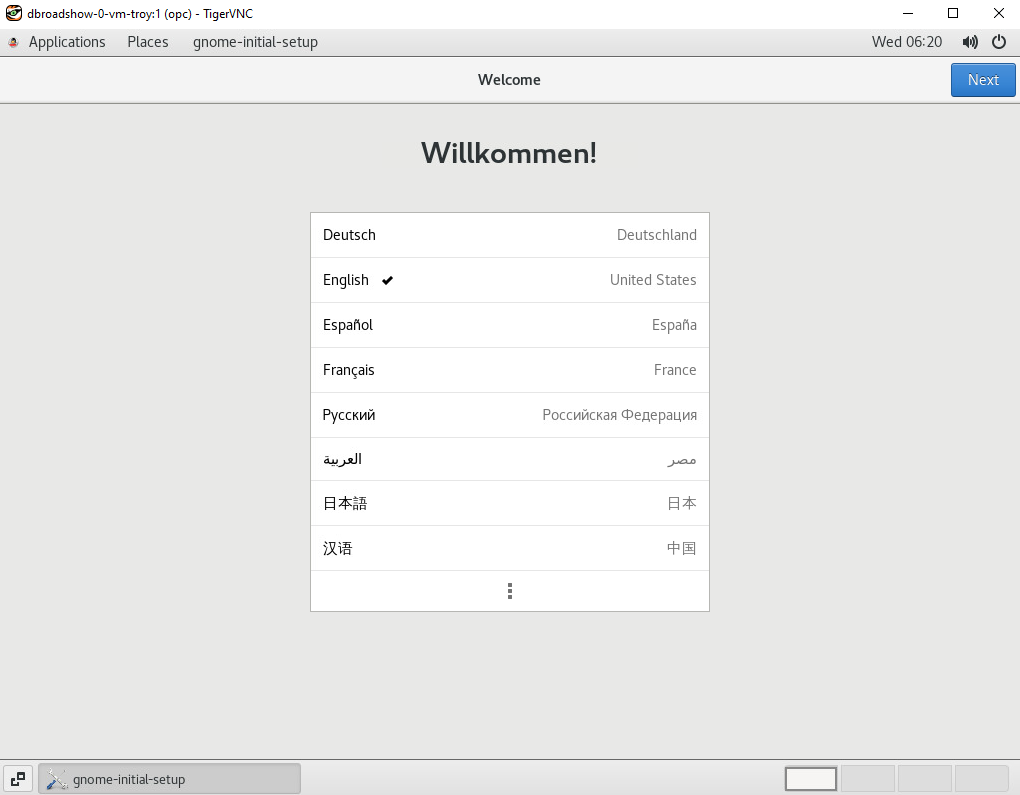 dbroadshow-0-vm-troy:1 (opc) - TigerVNC
Applications Places gnome-initial-setup Wed 06:20
Welcome Next
Willkommen!
Deutsch Deutschland
English United States
Español España
Français France
Русский Российская Федерация
العربية مصر
日本語 日本
汉语 中国
gnome-initial-setup